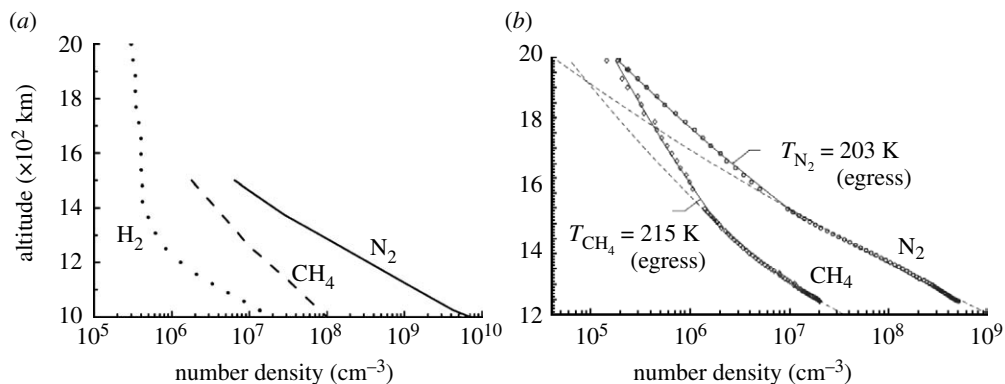 (a)
20
18
16
14
12
10
altitude (×10² km)
H₂
CH₄
N₂
10⁵ 10⁶ 10⁷ 10⁸ 10⁹ 10¹⁰
number density (cm⁻³)
(b)
20
18
16
14
12
T_N₂ = 203 K
(egress)
T_CH₄ = 215 K
(egress)
N₂
CH₄
10⁵ 10⁶ 10⁷ 10⁸ 10⁹
number density (cm⁻³)